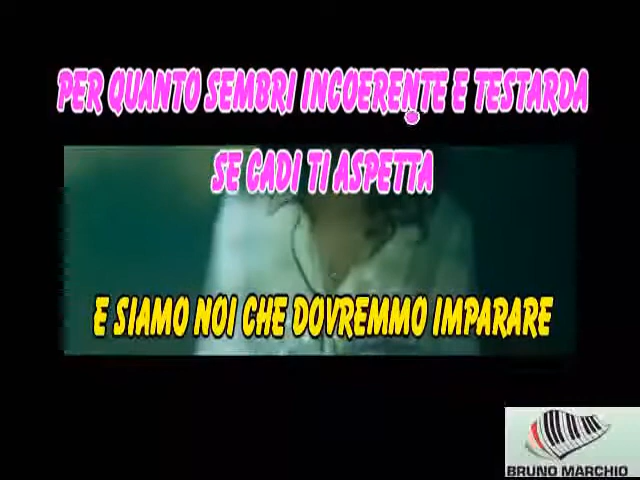 PER QUANTO SEMBRI INCOERENTE E TESTARDA
SE CADI TI ASPETTA
E SIAMO NOI CHE DOVREMMO IMPARARE
BRUNO MARCHIO